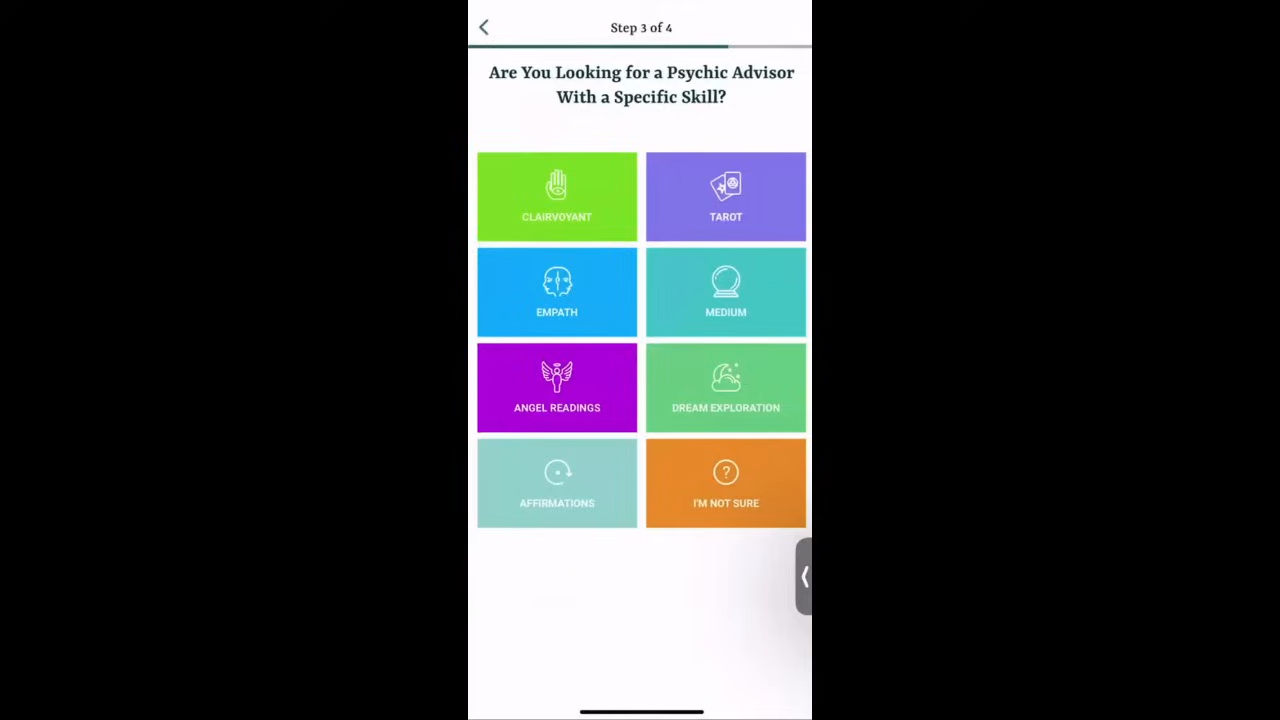 Step 3 of 4
Are You Looking for a Psychic Advisor
With a Specific Skill?
CLAIRVOYANT
TAROT
EMPATH
MEDIUM
ANGEL READINGS
DREAM EXPLORATION
AFFIRMATIONS
?
I'M NOT SURE